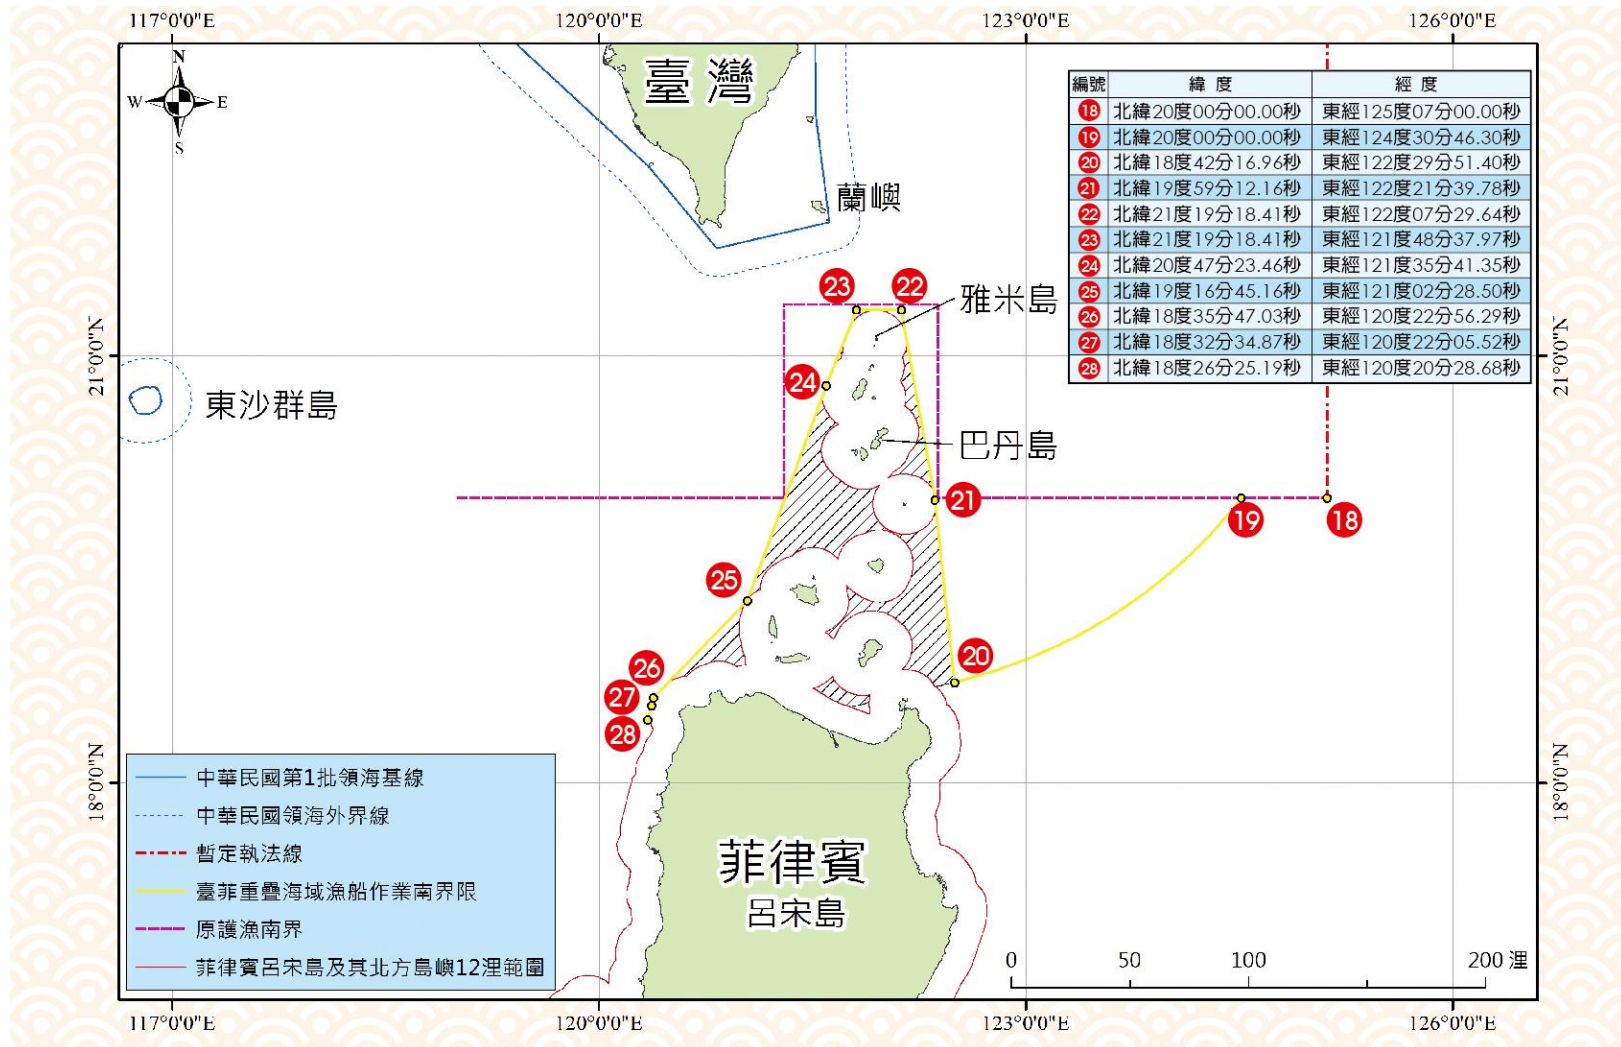 117°0'0"E
120°0'0"E
123°0'0"E
126°0'0"E
N
W
E
S
臺灣
蘭嶼
編號 緯度 經度
18 北緯20度00分00.00秒 東經125度07分00.00秒
19 北緯20度00分00.00秒 東經124度30分46.30秒
20 北緯18度42分16.96秒 東經122度29分51.40秒
21 北緯19度59分12.16秒 東經122度21分39.78秒
22 北緯21度19分18.41秒 東經122度07分29.64秒
23 北緯21度19分18.41秒 東經121度48分37.97秒
24 北緯20度47分23.46秒 東經121度35分41.35秒
25 北緯19度16分45.16秒 東經121度02分28.50秒
26 北緯18度35分47.03秒 東經120度22分56.29秒
27 北緯18度32分34.87秒 東經120度22分05.52秒
28 北緯18度26分25.19秒 東經120度20分28.68秒
23
22
雅米島
21°0'0"N
21°0'0"N
24
東沙群島
巴丹島
21
19
18
25
20
26
27
28
18°0'0"N
18°0'0"N
中華民國第1批領海基線
中華民國領海外界線
暫定執法線
臺菲重疊海域漁船作業南界限
原護漁南界
菲律賓呂宋島及其北方島嶼12浬範圍
菲律賓
呂宋島
0 50 100 200 浬
117°0'0"E
120°0'0"E
123°0'0"E
126°0'0"E